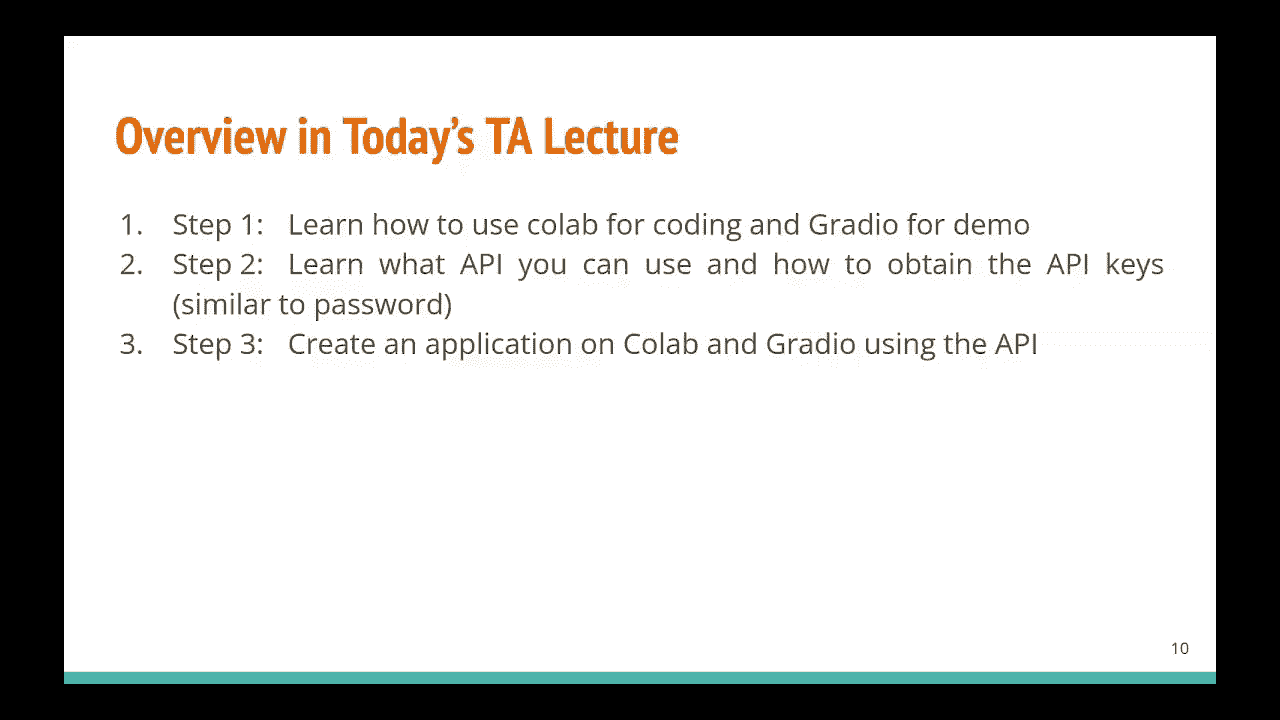 Overview in Today’s TA Lecture
1. Step 1: Learn how to use colab for coding and Gradio for demo
2. Step 2: Learn what API you can use and how to obtain the API keys
(similar to password)
3. Step 3: Create an application on Colab and Gradio using the API
10